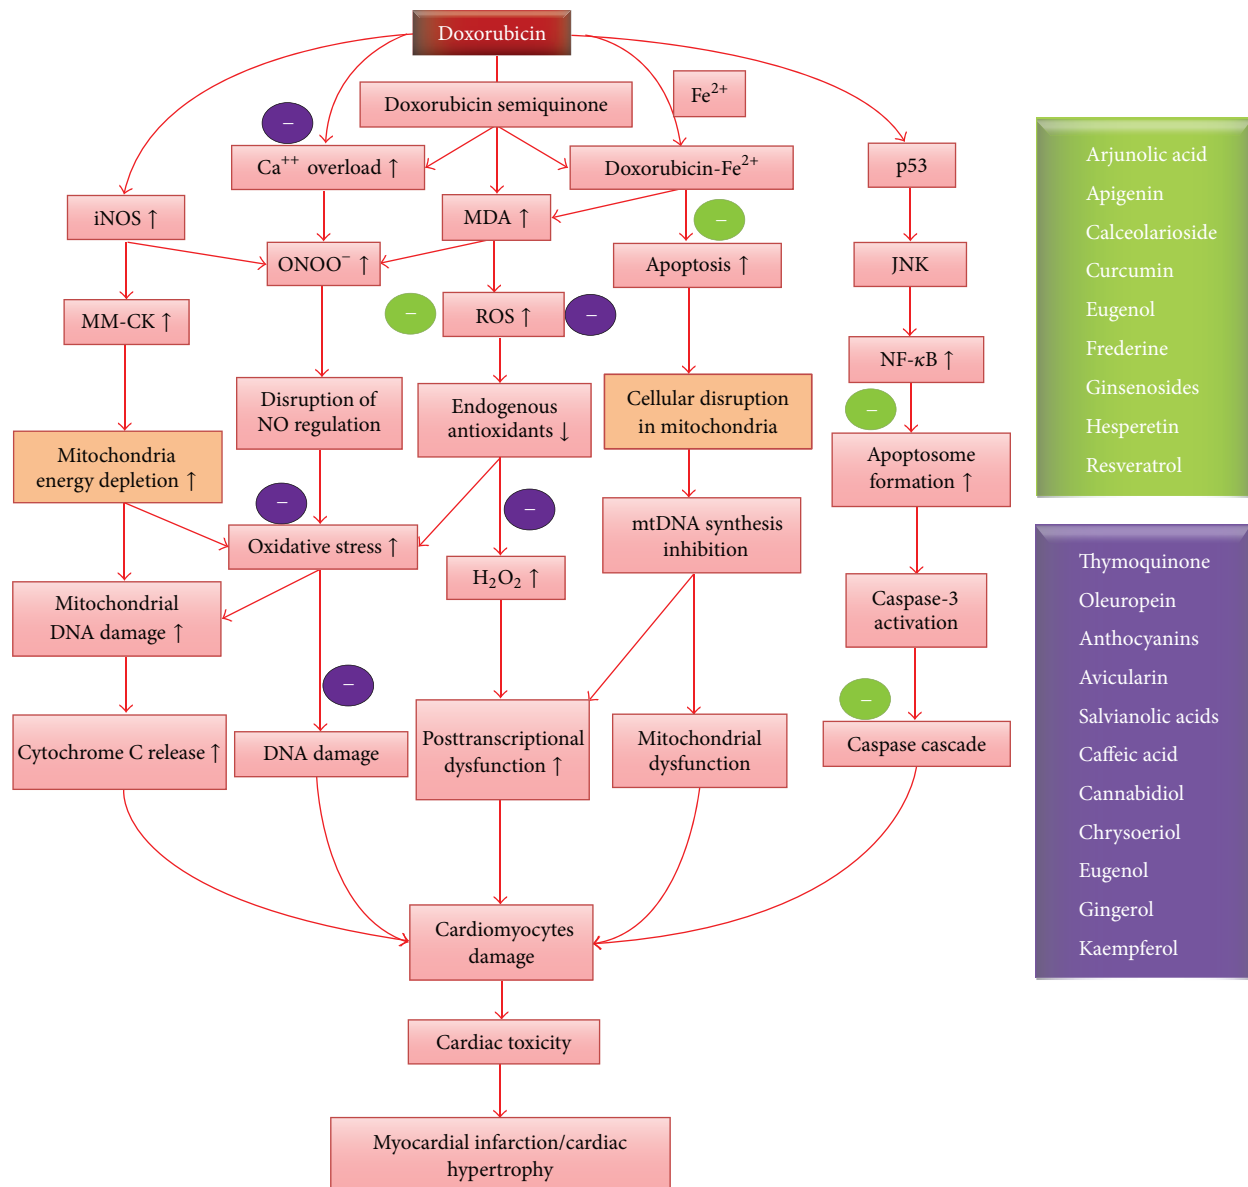 Doxorubicin
Doxorubicin semiquinone
Fe²⁺
−
Ca⁺⁺ overload ↑
Doxorubicin-Fe²⁺
p53
iNOS ↑
MDA ↑
−
ONOO⁻ ↑
Apoptosis ↑
JNK
MM-CK ↑
−
ROS ↑
−
NF-κB ↑
Disruption of
NO regulation
Endogenous
antioxidants ↓
Cellular disruption
in mitochondria
−
Mitochondria
energy depletion ↑
Apoptosome
formation ↑
−
−
Oxidative stress ↑
mtDNA synthesis
inhibition
H₂O₂ ↑
Mitochondrial
DNA damage ↑
Caspase-3
activation
−
−
Cytochrome C release ↑
DNA damage
Posttranscriptional
dysfunction ↑
Mitochondrial
dysfunction
Caspase cascade
Cardiomyocytes
damage
Cardiac toxicity
Myocardial infarction/cardiac
hypertrophy
Arjunolic acid
Apigenin
Calceolarioside
Curcumin
Eugenol
Frederine
Ginsenosides
Hesperetin
Resveratrol
Thymoquinone
Oleuropein
Anthocyanins
Avicularin
Salvianolic acids
Caffeic acid
Cannabidiol
Chrysoeriol
Eugenol
Gingerol
Kaempferol